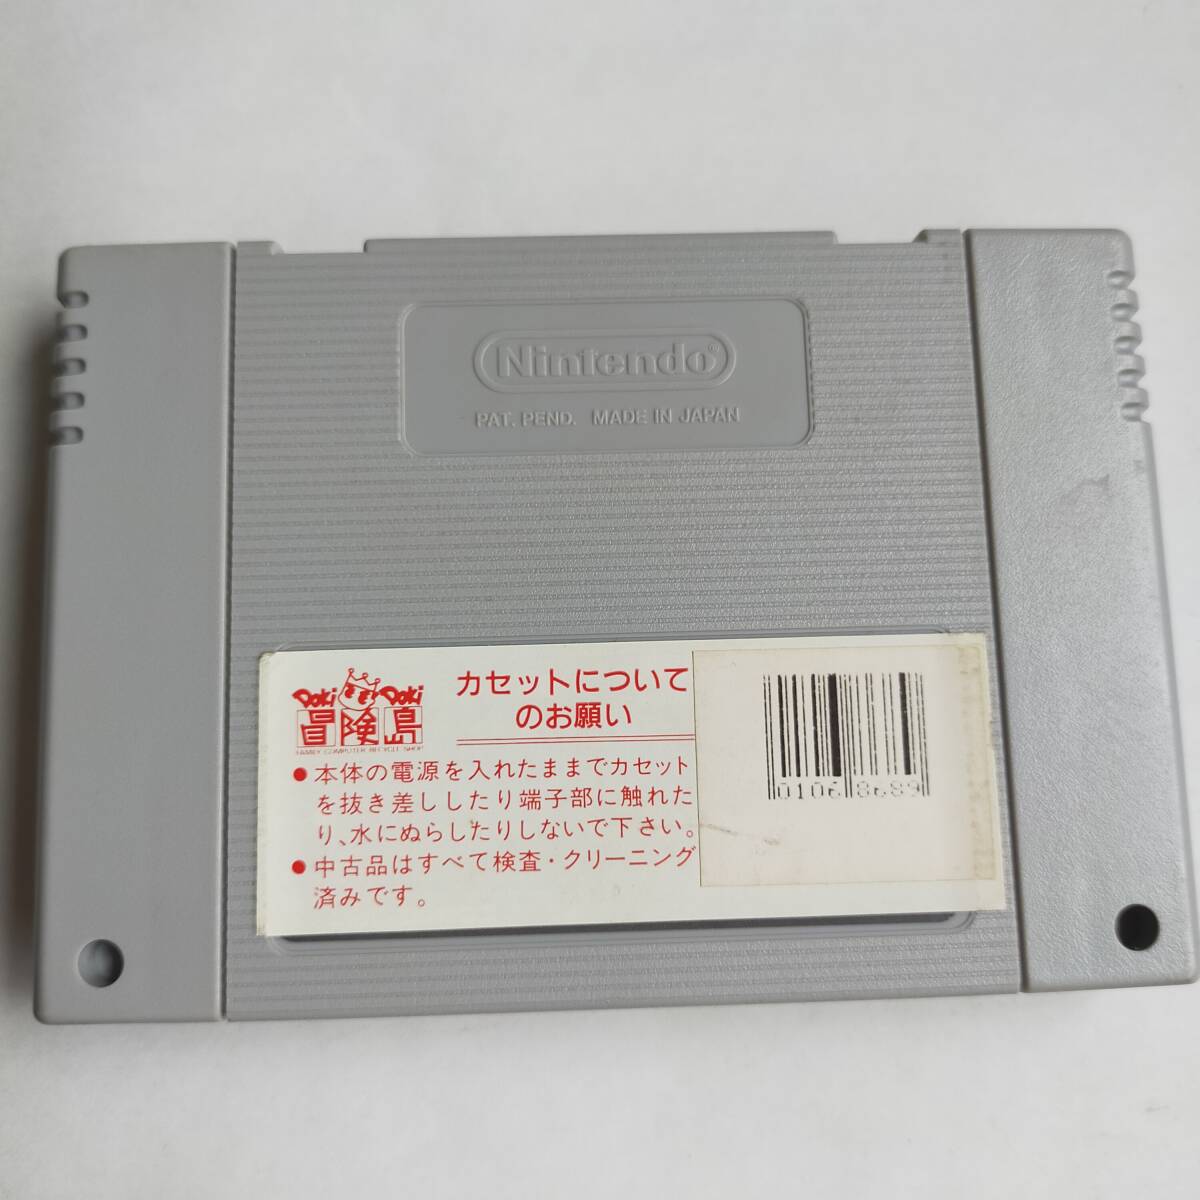 Nintendo®
PAT. PEND. MADE IN JAPAN
Doki Doki
冒険島
FAMILY COMPUTER RECYCLE SHOP
カセットについて
のお願い
●本体の電源を入れたままでカセット
を抜き差ししたり端子部に触れた
り、水にぬらしたりしないで下さい。
●中古品はすべて検査・クリーニング
済みです。
01068689